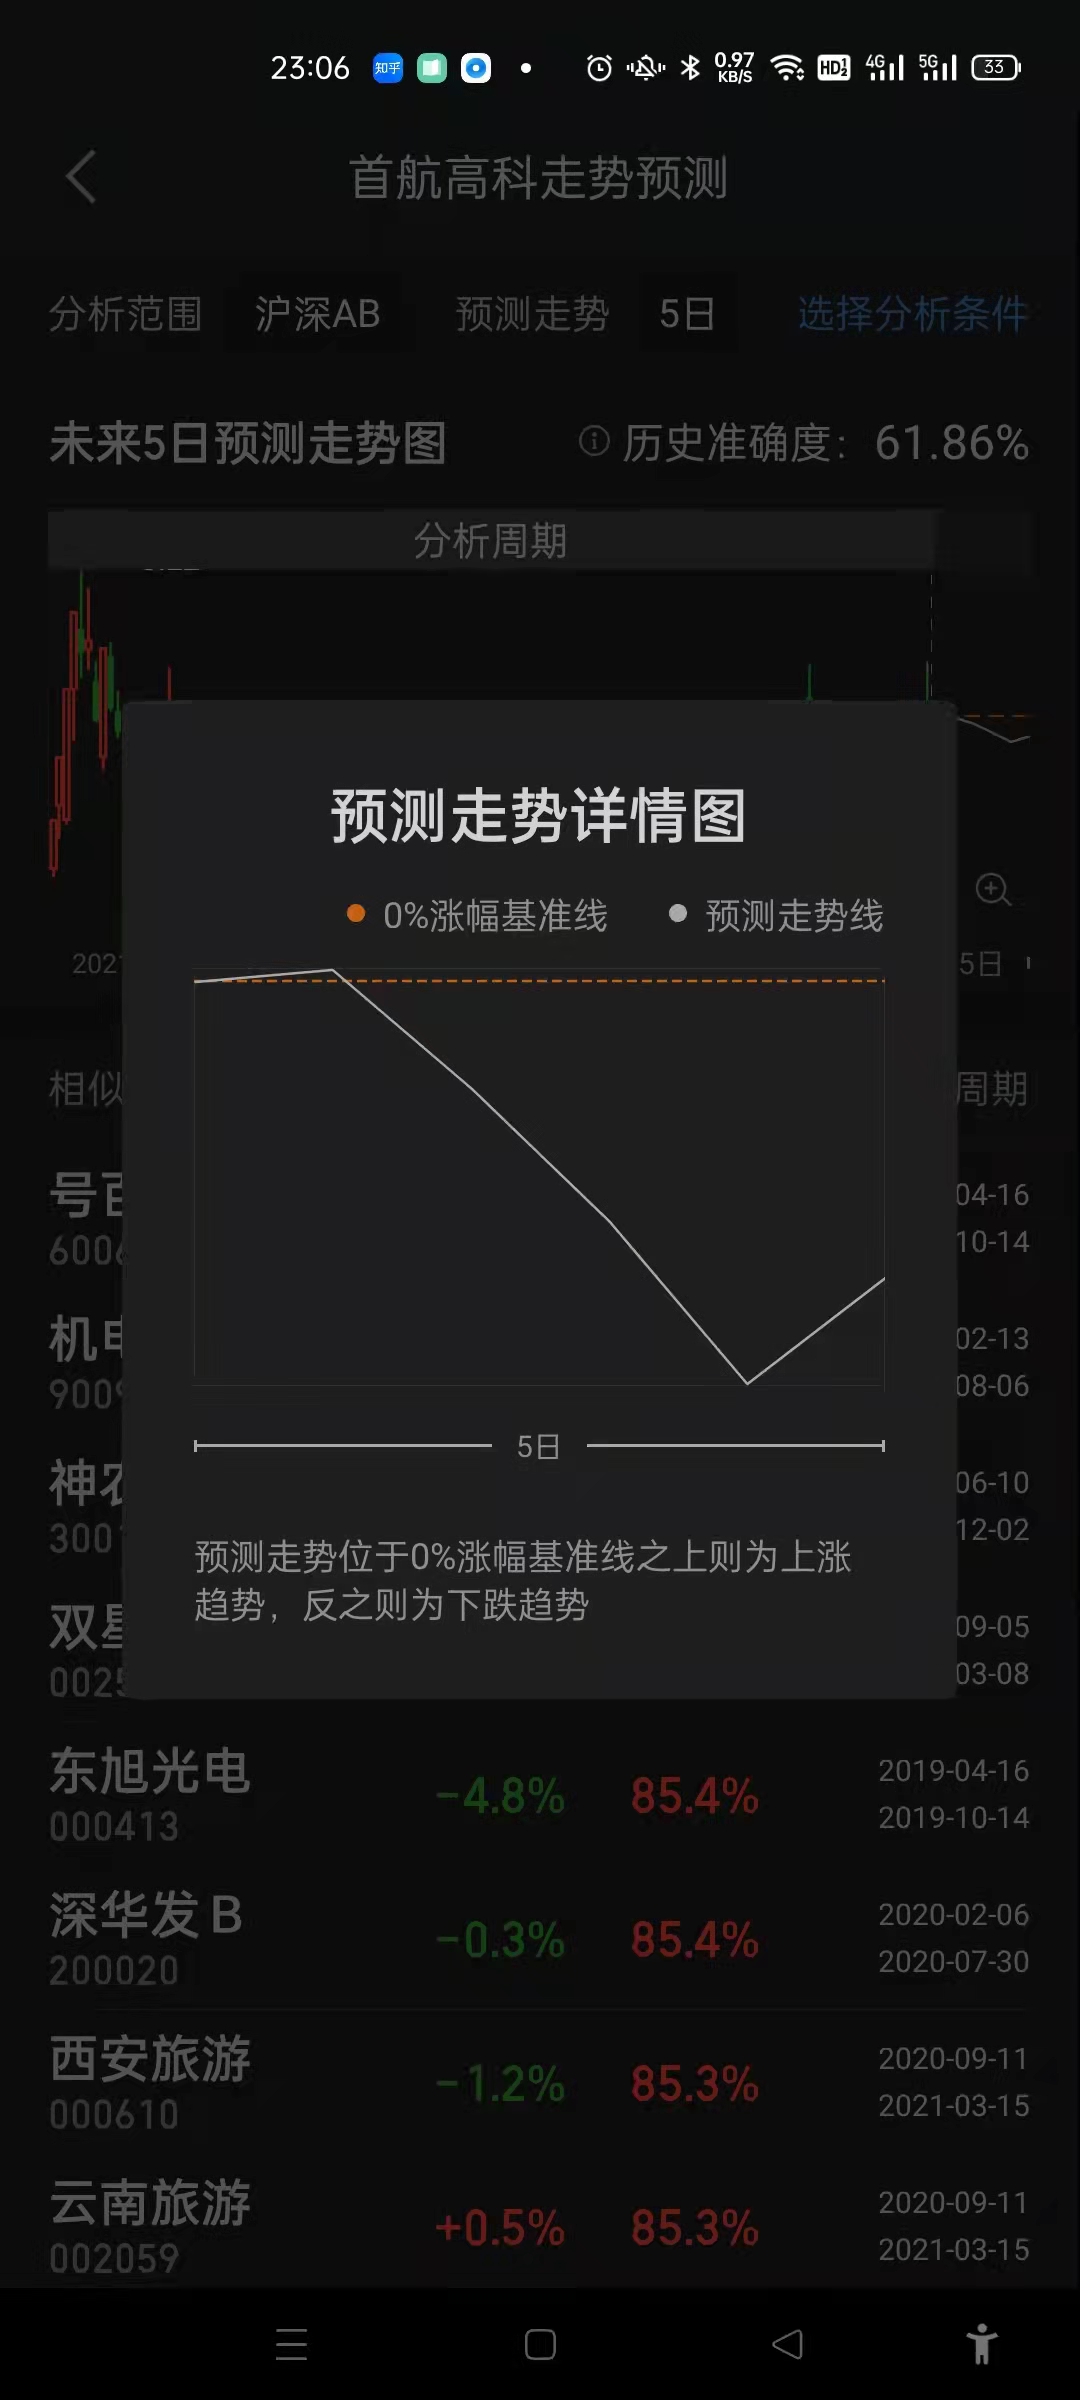 23:06 知乎 0.97 KB/S HD 1 2 4G 5G 33
首航高科走势预测
分析范围 沪深AB 预测走势 5日 选择分析条件
未来5日预测走势图 历史准确度: 61.86%
分析周期
预测走势详情图
0%涨幅基准线 预测走势线
202 5日
5日
相似 周期
号百 04-16
6006 10-14
机电 02-13
900 08-06
神农 06-10
300 12-02
双星 09-05
002 03-08
预测走势位于0%涨幅基准线之上则为上涨
趋势，反之则为下跌趋势
东旭光电 -4.8% 85.4% 2019-04-16
000413 2019-10-14
深华发B -0.3% 85.4% 2020-02-06
200020 2020-07-30
西安旅游 -1.2% 85.3% 2020-09-11
000610 2021-03-15
云南旅游 +0.5% 85.3% 2020-09-11
002059 2021-03-15